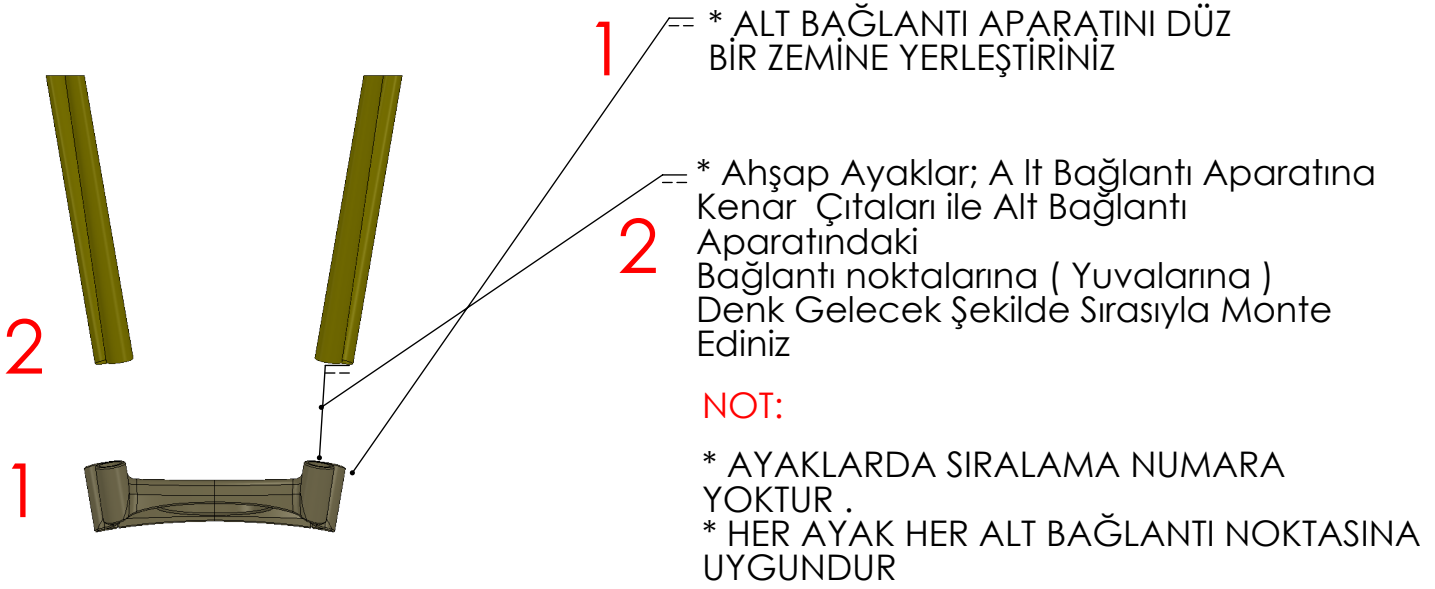 1
* ALT BAĞLANTI APARATINI DÜZ
BİR ZEMİNE YERLEŞTİRİNİZ
2
* Ahşap Ayaklar; A lt Bağlantı Aparatına
Kenar Çıtaları ile Alt Bağlantı
Aparatındaki
Bağlantı noktalarına ( Yuvalarına )
Denk Gelecek Şekilde Sırasıyla Monte
Ediniz
2
1
NOT:
* AYAKLARDA SIRALAMA NUMARA
YOKTUR .
* HER AYAK HER ALT BAĞLANTI NOKTASINA
UYGUNDUR